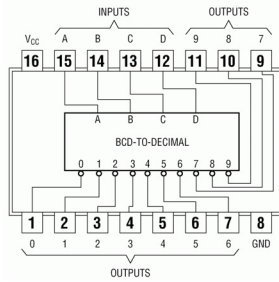 INPUTS OUTPUTS
VCC A B C D 9 8 7
16 15 14 13 12 11 10 9
A B C D
BCD-TO-DECIMAL
0 1 2 3 4 5 6 7 8 9
1 2 3 4 5 6 7 8
0 1 2 3 4 5 6 GND
OUTPUTS